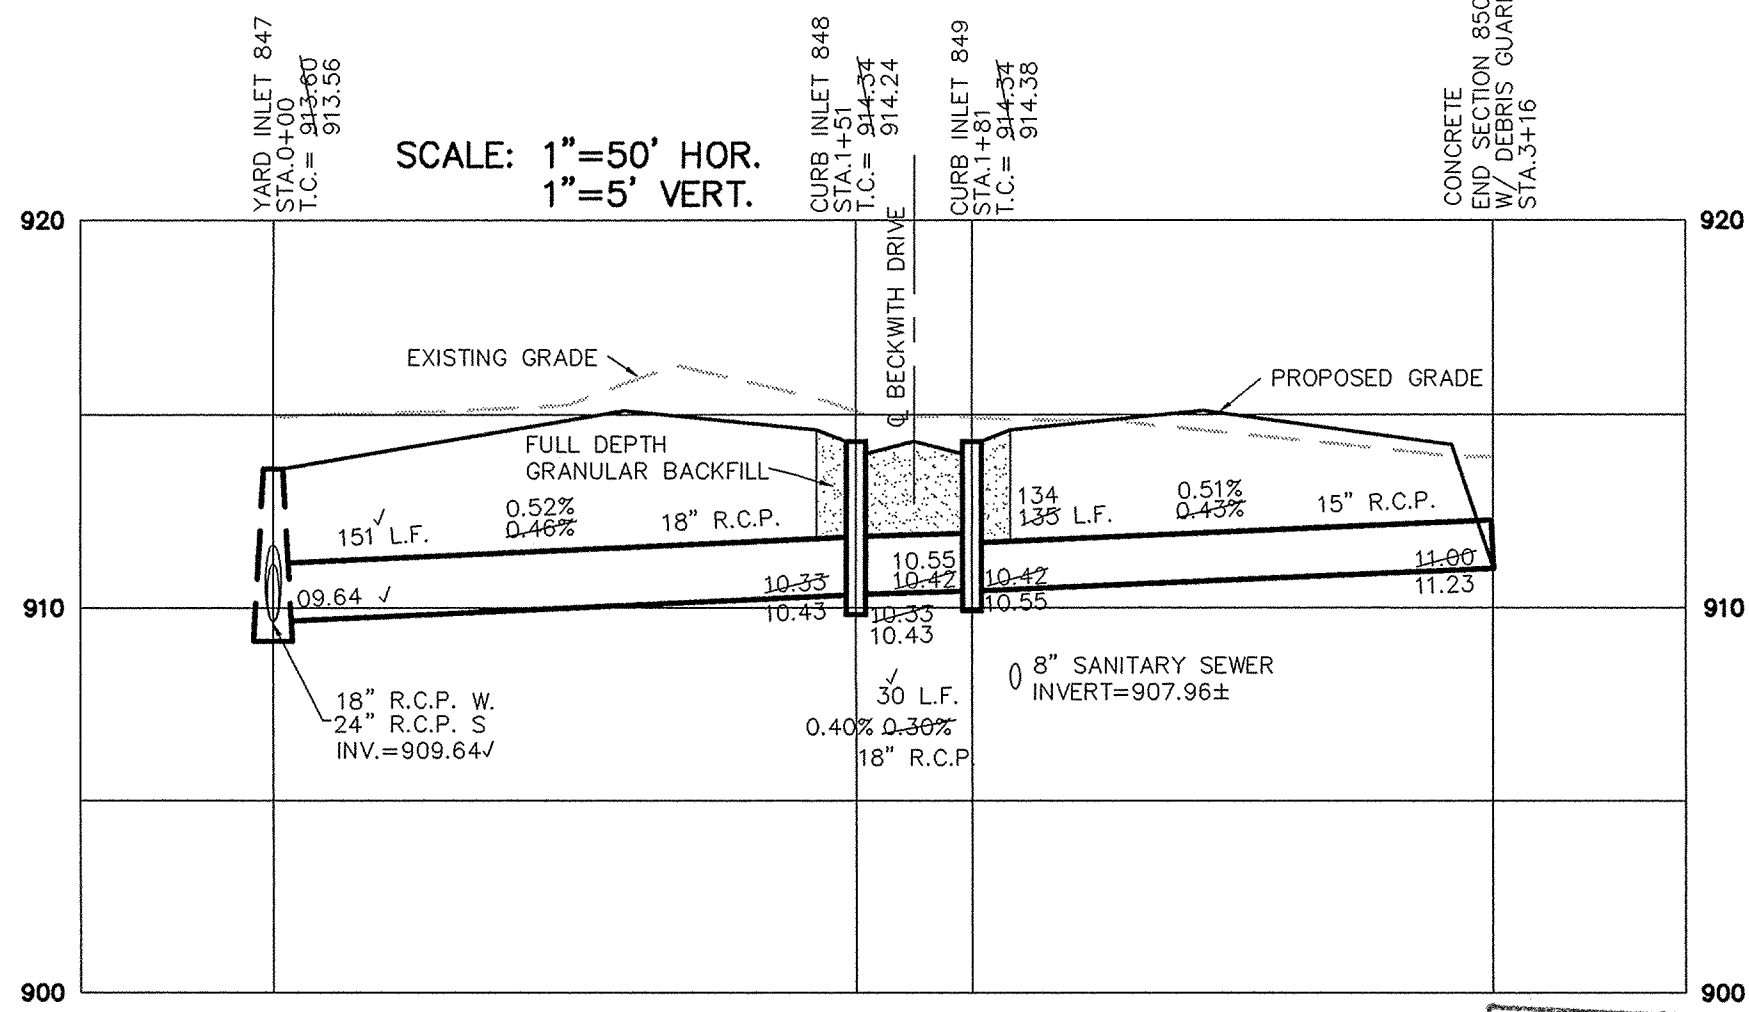 YARD INLET 847
STA.0+00
T.C.= 913.60
913.56
SCALE: 1"=50' HOR.
1"=5' VERT.
CURB INLET 848
STA.1+51
T.C.= 914.34
914.24
CURB INLET 849
STA.1+81
T.C.= 914.34
914.38
CONCRETE
END SECTION 850
W/ DEBRIS GUARD
STA.3+16
920
920
℄ BECKWITH DRIVE
EXISTING GRADE
PROPOSED GRADE
FULL DEPTH
GRANULAR BACKFILL
151 ✓ L.F.
0.52%
0.46%
18" R.C.P.
134
135 L.F.
0.51%
0.43%
15" R.C.P.
09.64 ✓
10.33
10.43
10.55
10.42
10.33
10.43
10.42
10.55
11.00
11.23
910
910
18" R.C.P. W.
24" R.C.P. S
INV.=909.64✓
✓
30 L.F.
0.40% 0.30%
18" R.C.P.
8" SANITARY SEWER
INVERT=907.96±
900
900